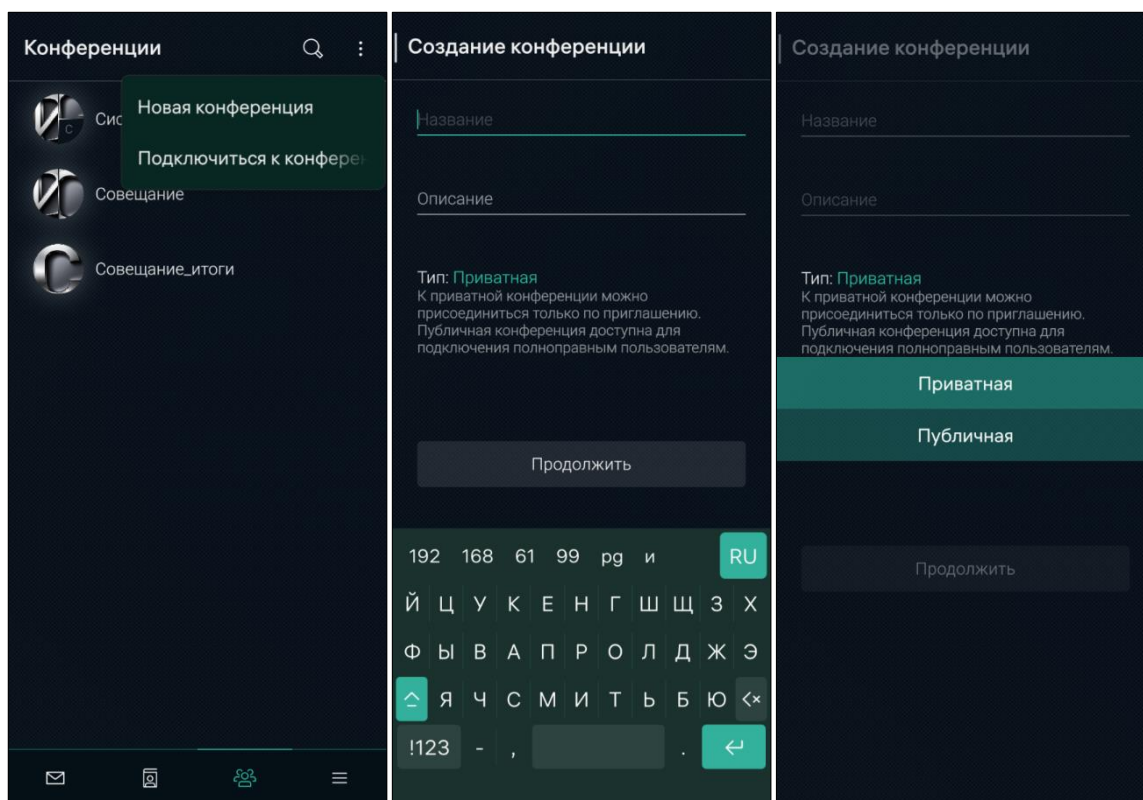 Конференции
Новая конференция
Сис
Подключиться к конфере
Совещание
Совещание_итоги
Создание конференции
Название
Описание
Тип: Приватная
К приватной конференции можно
присоединиться только по приглашению.
Публичная конференция доступна для
подключения полноправным пользователям.
Продолжить
192 168 61 99 pg и RU
Й Ц У К Е Н Г Ш Щ З Х
Ф Ы В А П Р О Л Д Ж Э
Я Ч С М И Т Ь Б Ю
!123 - , .
Создание конференции
Название
Описание
Тип: Приватная
К приватной конференции можно
присоединиться только по приглашению.
Публичная конференция доступна для
подключения полноправным пользователям.
Приватная
Публичная
Продолжить